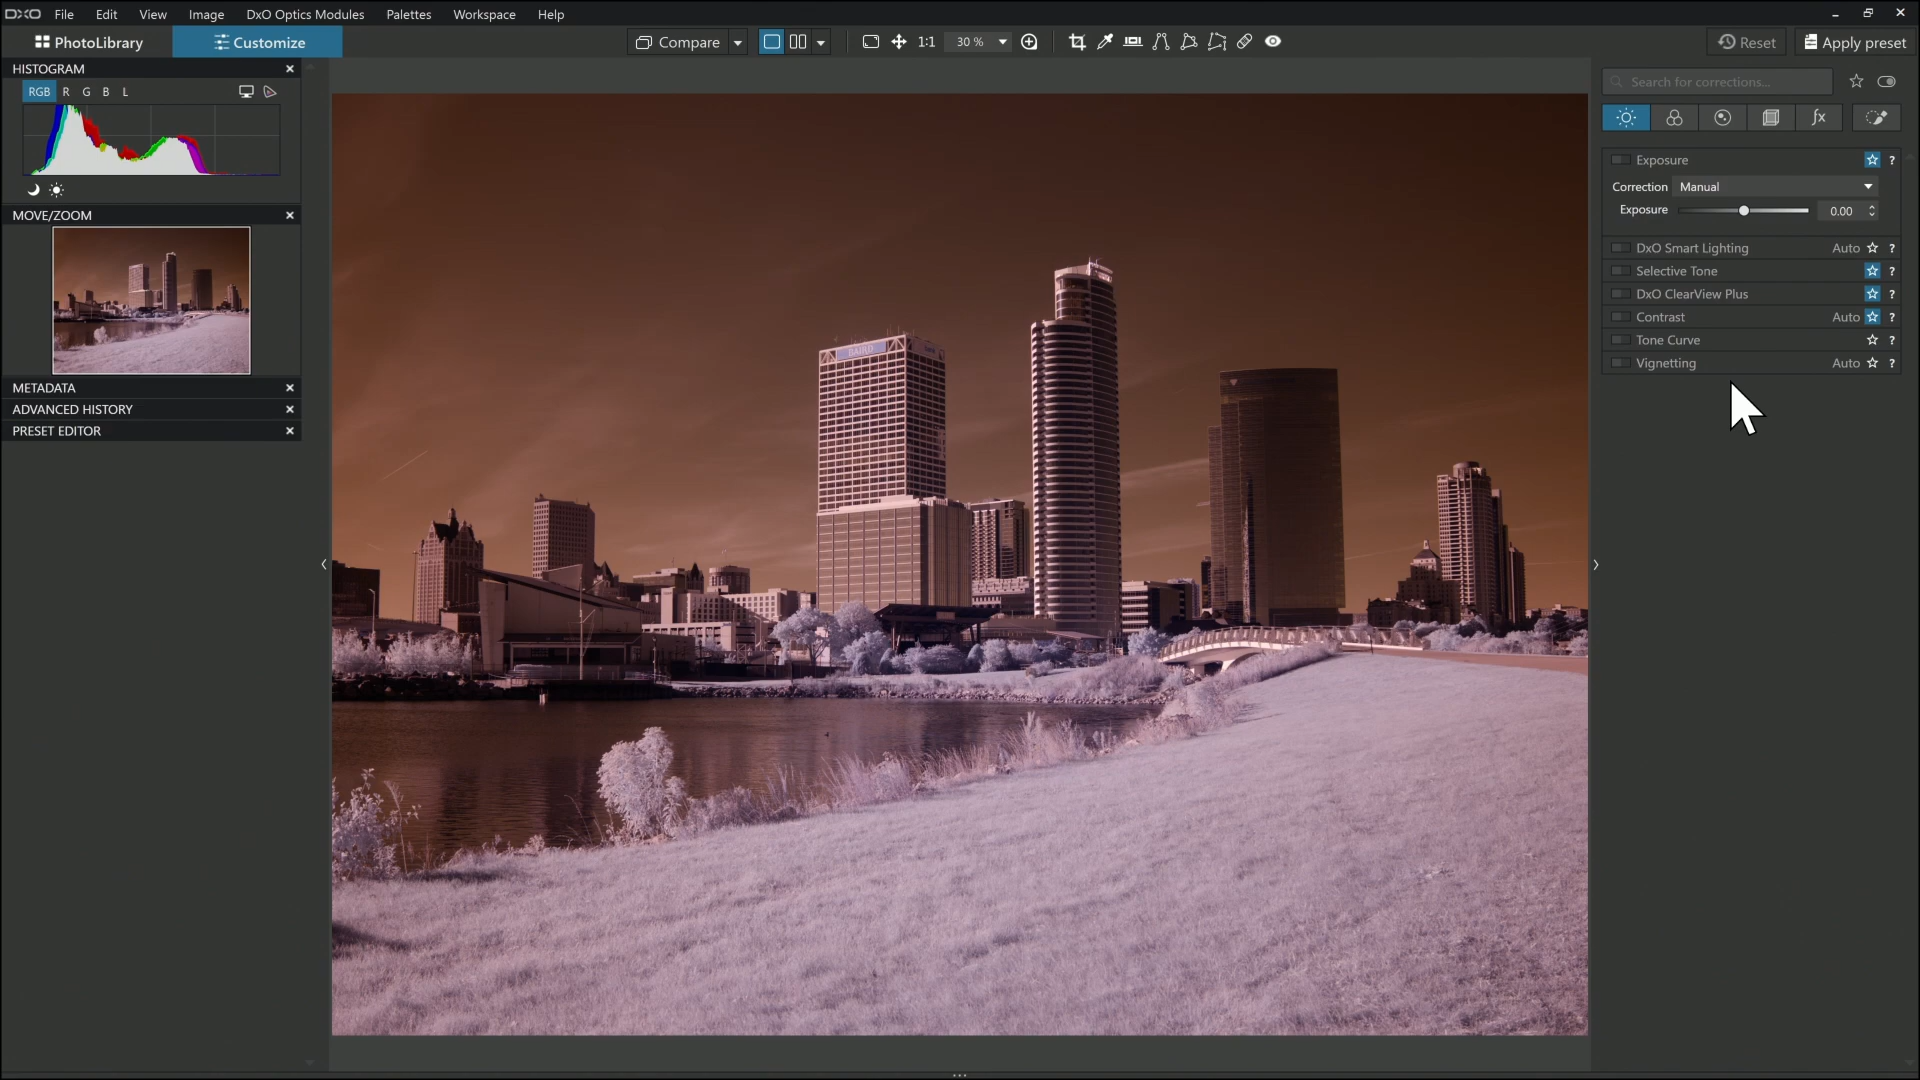 DXO File Edit View Image DxO Optics Modules Palettes Workspace Help
PhotoLibrary Customize Compare 1:1 30 % Reset Apply preset
HISTOGRAM
RGB R G B L
MOVE/ZOOM
METADATA
ADVANCED HISTORY
PRESET EDITOR
BAIRD
Search for corrections...
fx
Exposure ?
Correction Manual
Exposure 0.00
DxO Smart Lighting Auto ?
Selective Tone ?
DxO ClearView Plus ?
Contrast Auto ?
Tone Curve ?
Vignetting Auto ?